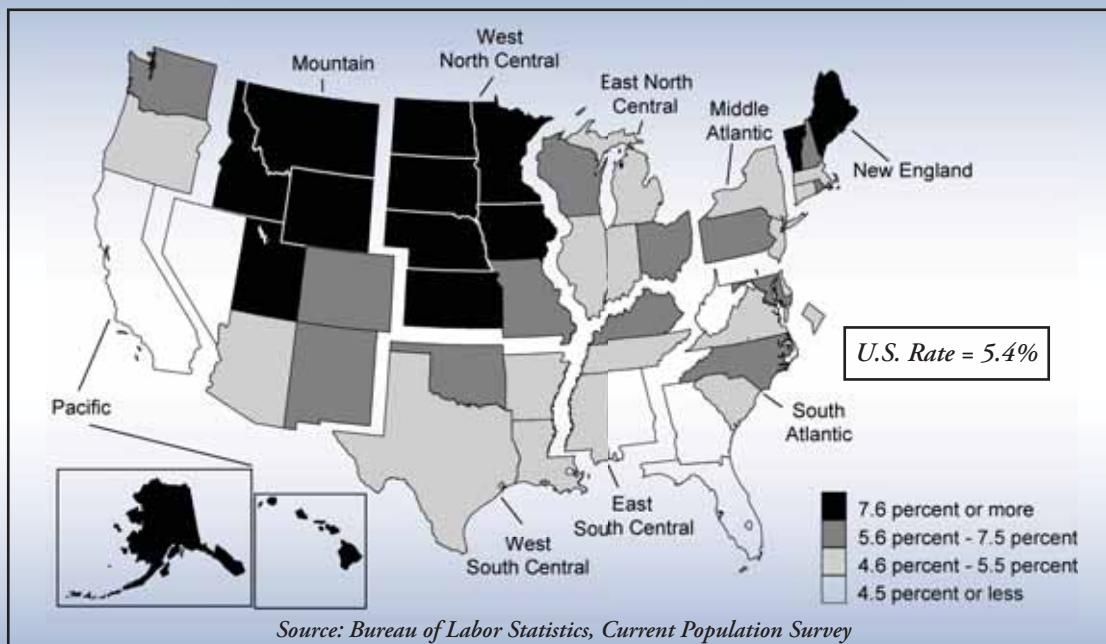 Mountain
West
North Central
East North
Central
Middle
Atlantic
New England
U.S. Rate = 5.4%
Pacific
South
Atlantic
East
South Central
West
South Central
7.6 percent or more
5.6 percent - 7.5 percent
4.6 percent - 5.5 percent
4.5 percent or less
Source: Bureau of Labor Statistics, Current Population Survey